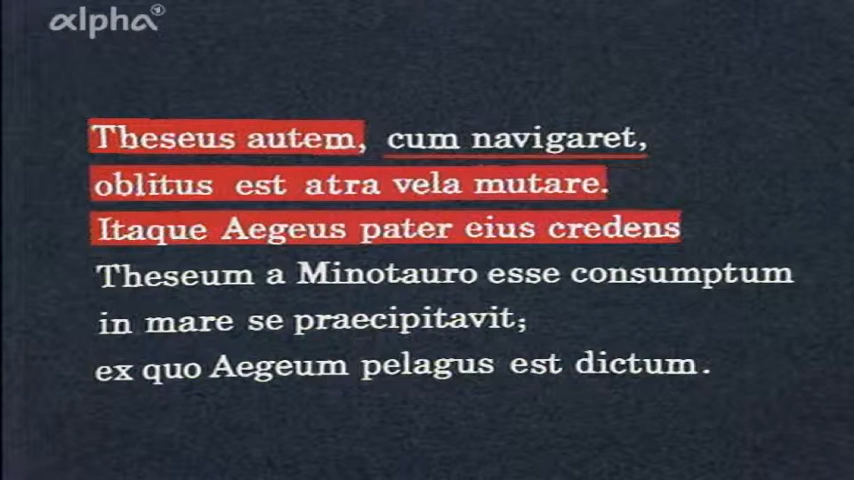 alpha
Theseus autem, cum navigaret,
oblitus est atra vela mutare.
Itaque Aegeus pater eius credens
Theseum a Minotauro esse consumptum
in mare se praecipitavit;
ex quo Aegeum pelagus est dictum.